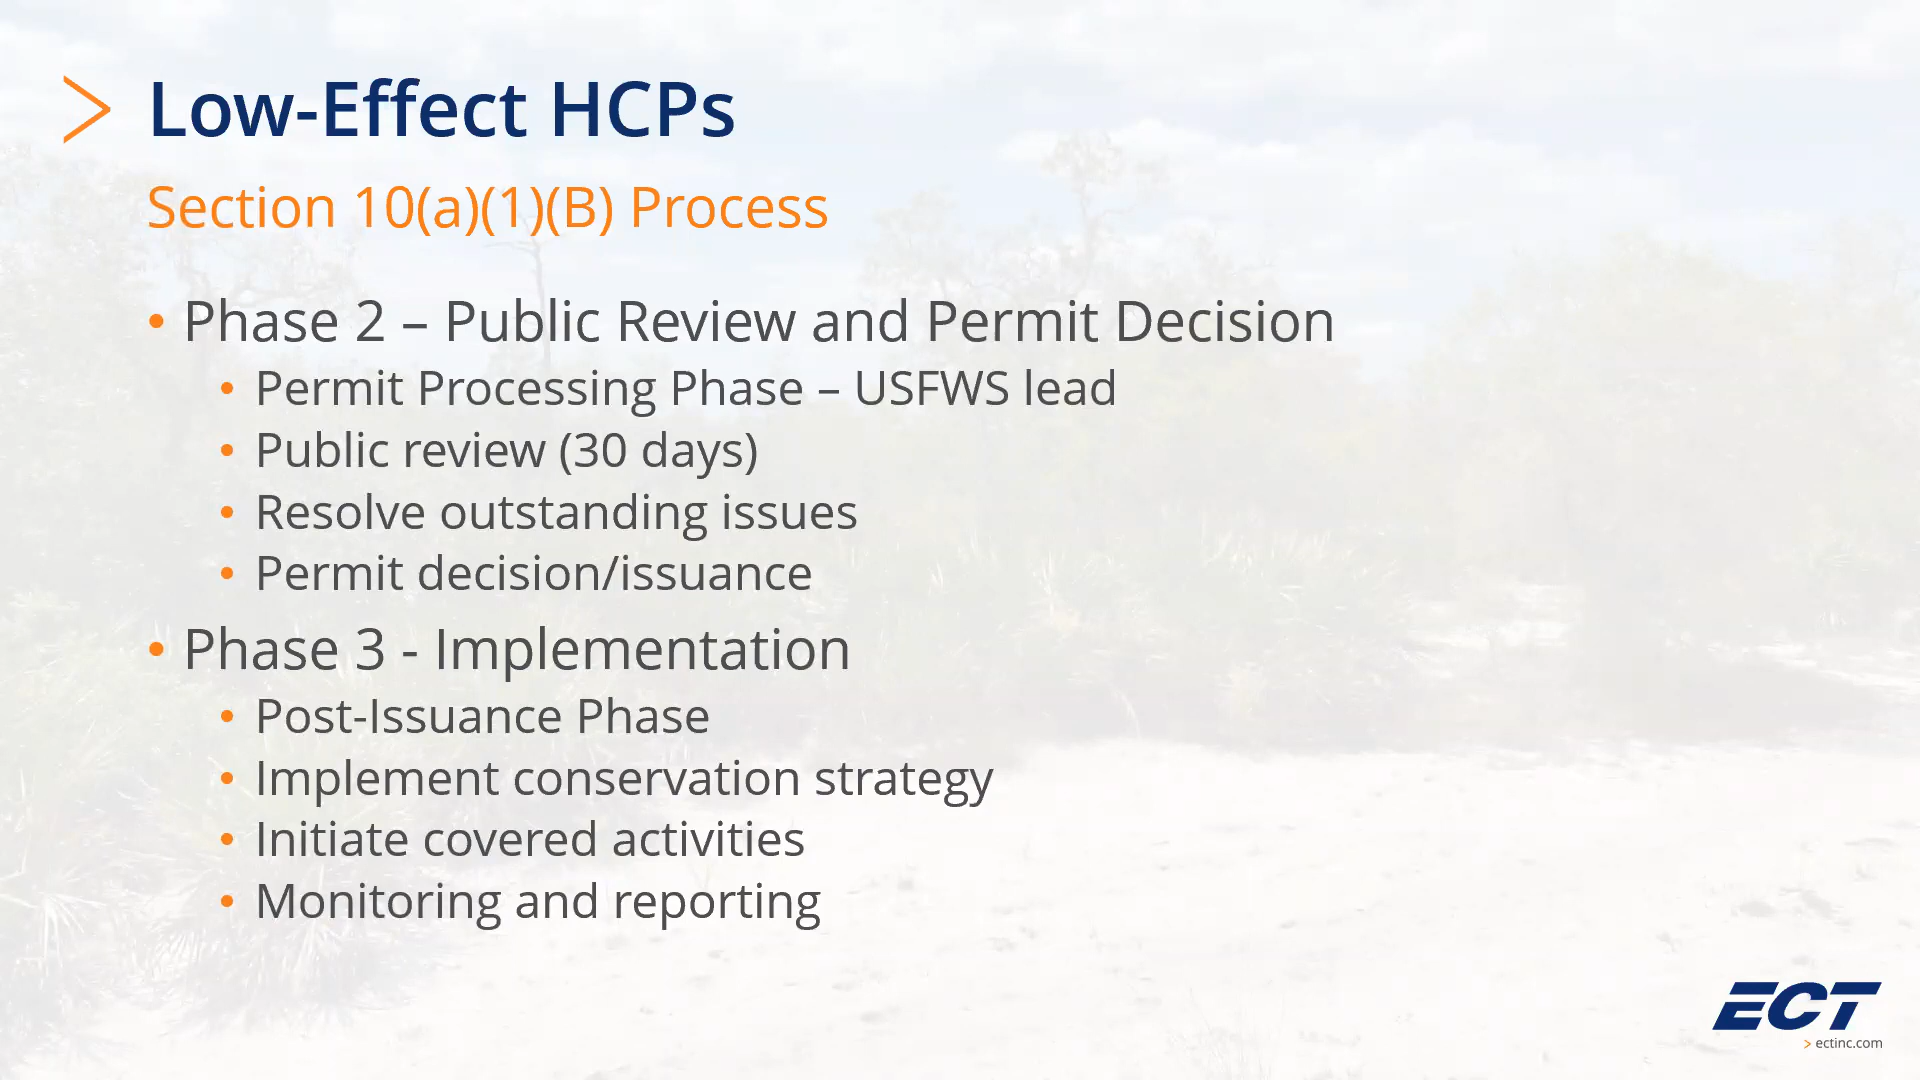 Low-Effect HCPs
Section 10(a)(1)(B) Process
• Phase 2 – Public Review and Permit Decision
• Permit Processing Phase – USFWS lead
• Public review (30 days)
• Resolve outstanding issues
• Permit decision/issuance
• Phase 3 - Implementation
• Post-Issuance Phase
• Implement conservation strategy
• Initiate covered activities
• Monitoring and reporting
ECT
> ectinc.com